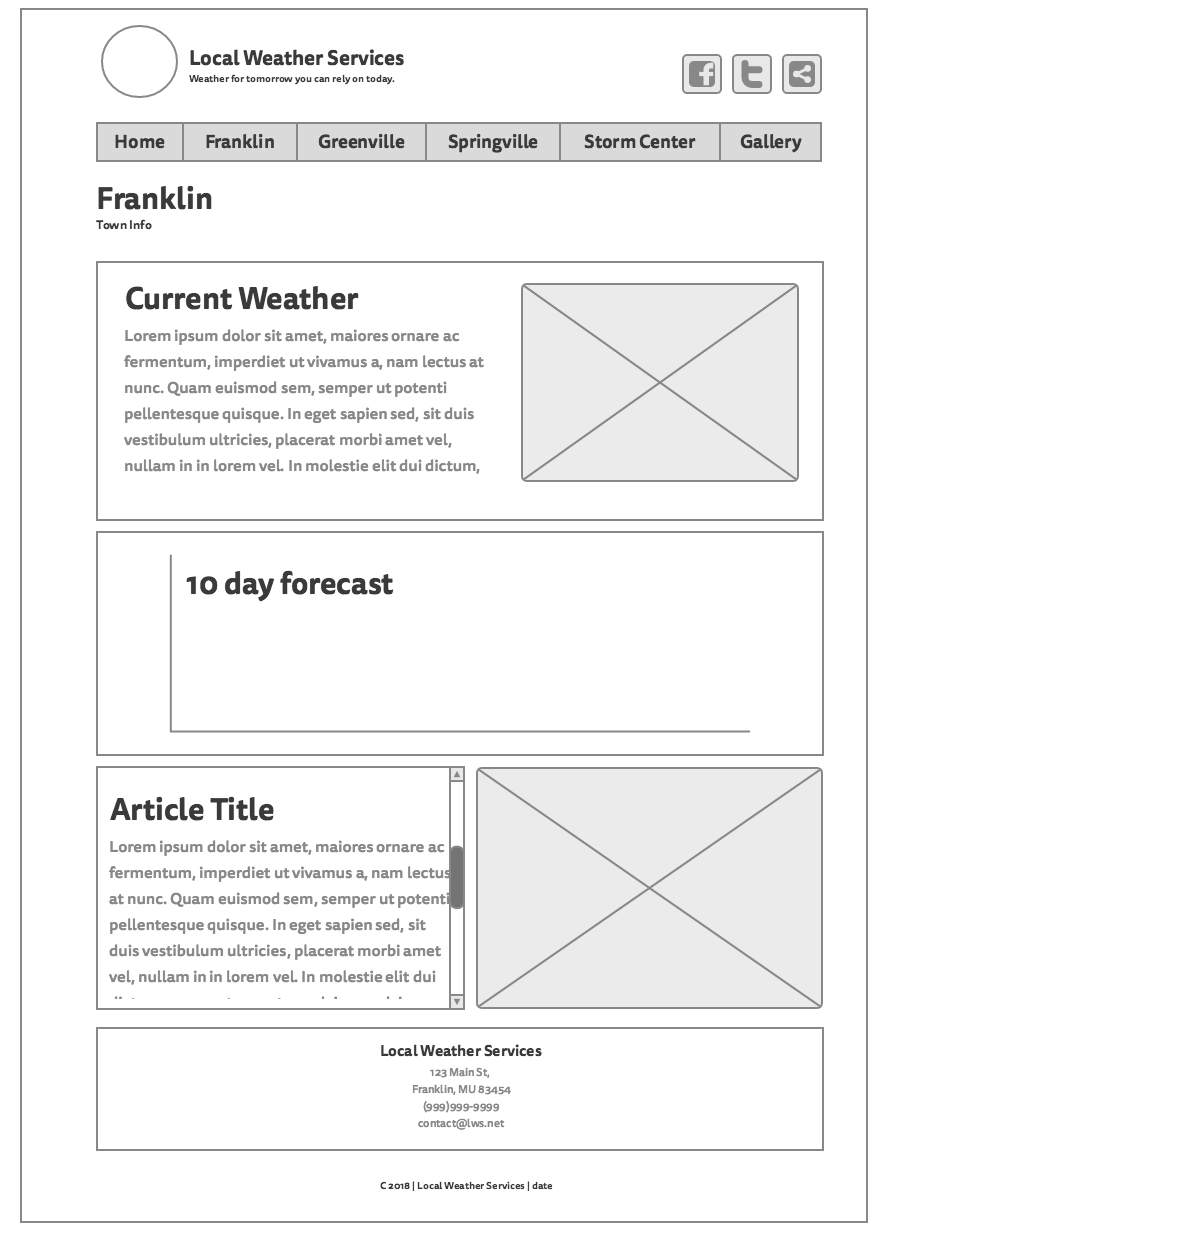 Local Weather Services
Weather for tomorrow you can rely on today.
Home Franklin Greenville Springville Storm Center Gallery
Franklin
Town Info
Current Weather
Lorem ipsum dolor sit amet, maiores ornare ac
fermentum, imperdiet ut vivamus a, nam lectus at
nunc. Quam euismod sem, semper ut potenti
pellentesque quisque. In eget sapien sed, sit duis
vestibulum ultricies, placerat morbi amet vel,
nullam in in lorem vel. In molestie elit dui dictum,
10 day forecast
Article Title
Lorem ipsum dolor sit amet, maiores ornare ac
fermentum, imperdiet ut vivamus a, nam lectus
at nunc. Quam euismod sem, semper ut potenti
pellentesque quisque. In eget sapien sed, sit
duis vestibulum ultricies, placerat morbi amet
vel, nullam in in lorem vel. In molestie elit dui
Local Weather Services
123 Main St,
Franklin, MU 83454
(999)999-9999
contact@lws.net
C 2018 | Local Weather Services | date